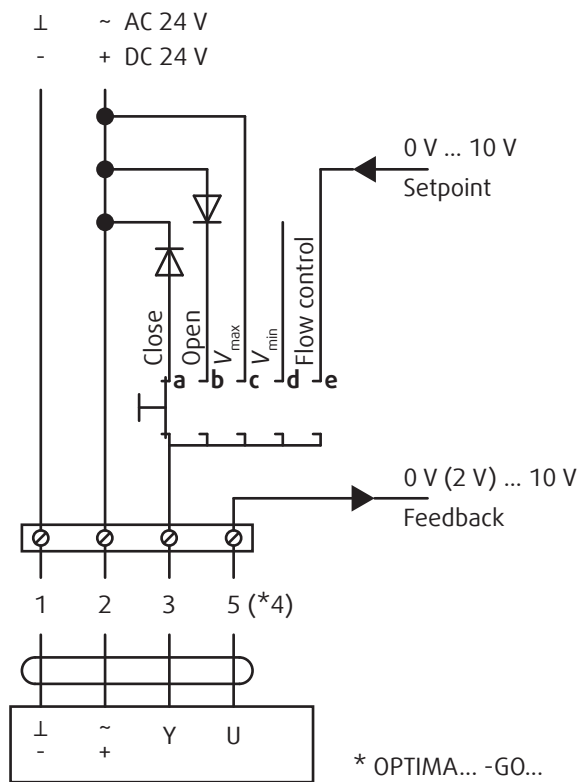 ⊥ ~ AC 24 V
- + DC 24 V
0 V ... 10 V
Setpoint
Close
Open
Vmax
Vmin
Flow control
a b c d e
0 V (2 V) ... 10 V
Feedback
1 2 3 5 (*4)
⊥ ~ Y U
- +
* OPTIMA... -GO...